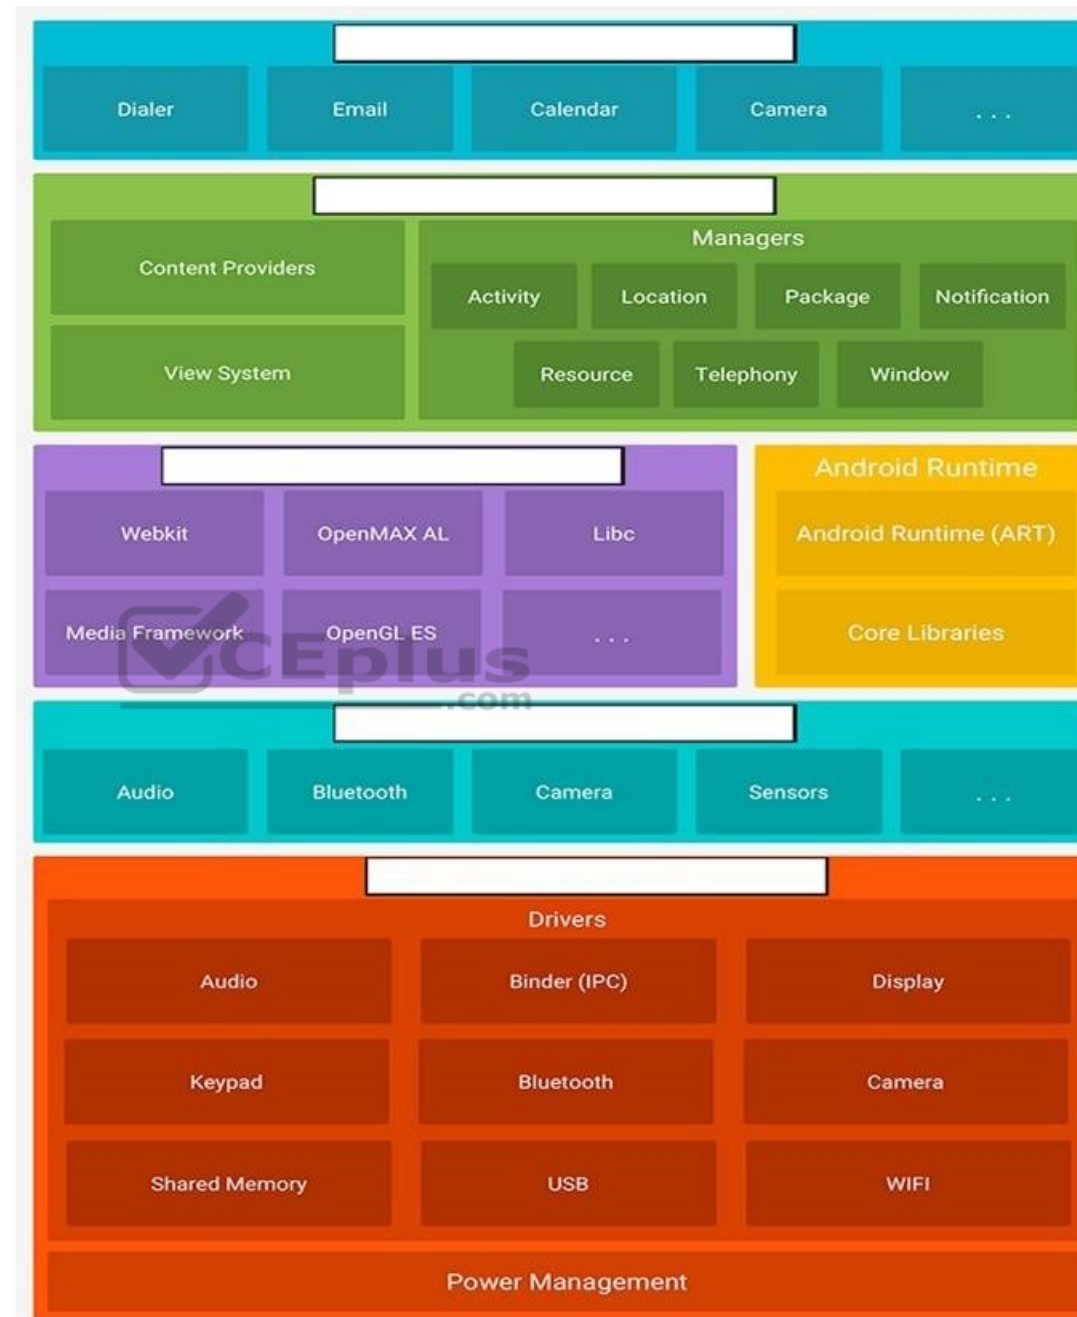 Dialer Email Calendar Camera ...
Managers
Content Providers
Activity Location Package Notification
View System
Resource Telephony Window
Android Runtime
Webkit OpenMAX AL Libc Android Runtime (ART)
Media Framework OpenGL ES ... Core Libraries
CEplus
.com
Audio Bluetooth Camera Sensors ...
Drivers
Audio Binder (IPC) Display
Keypad Bluetooth Camera
Shared Memory USB WIFI
Power Management